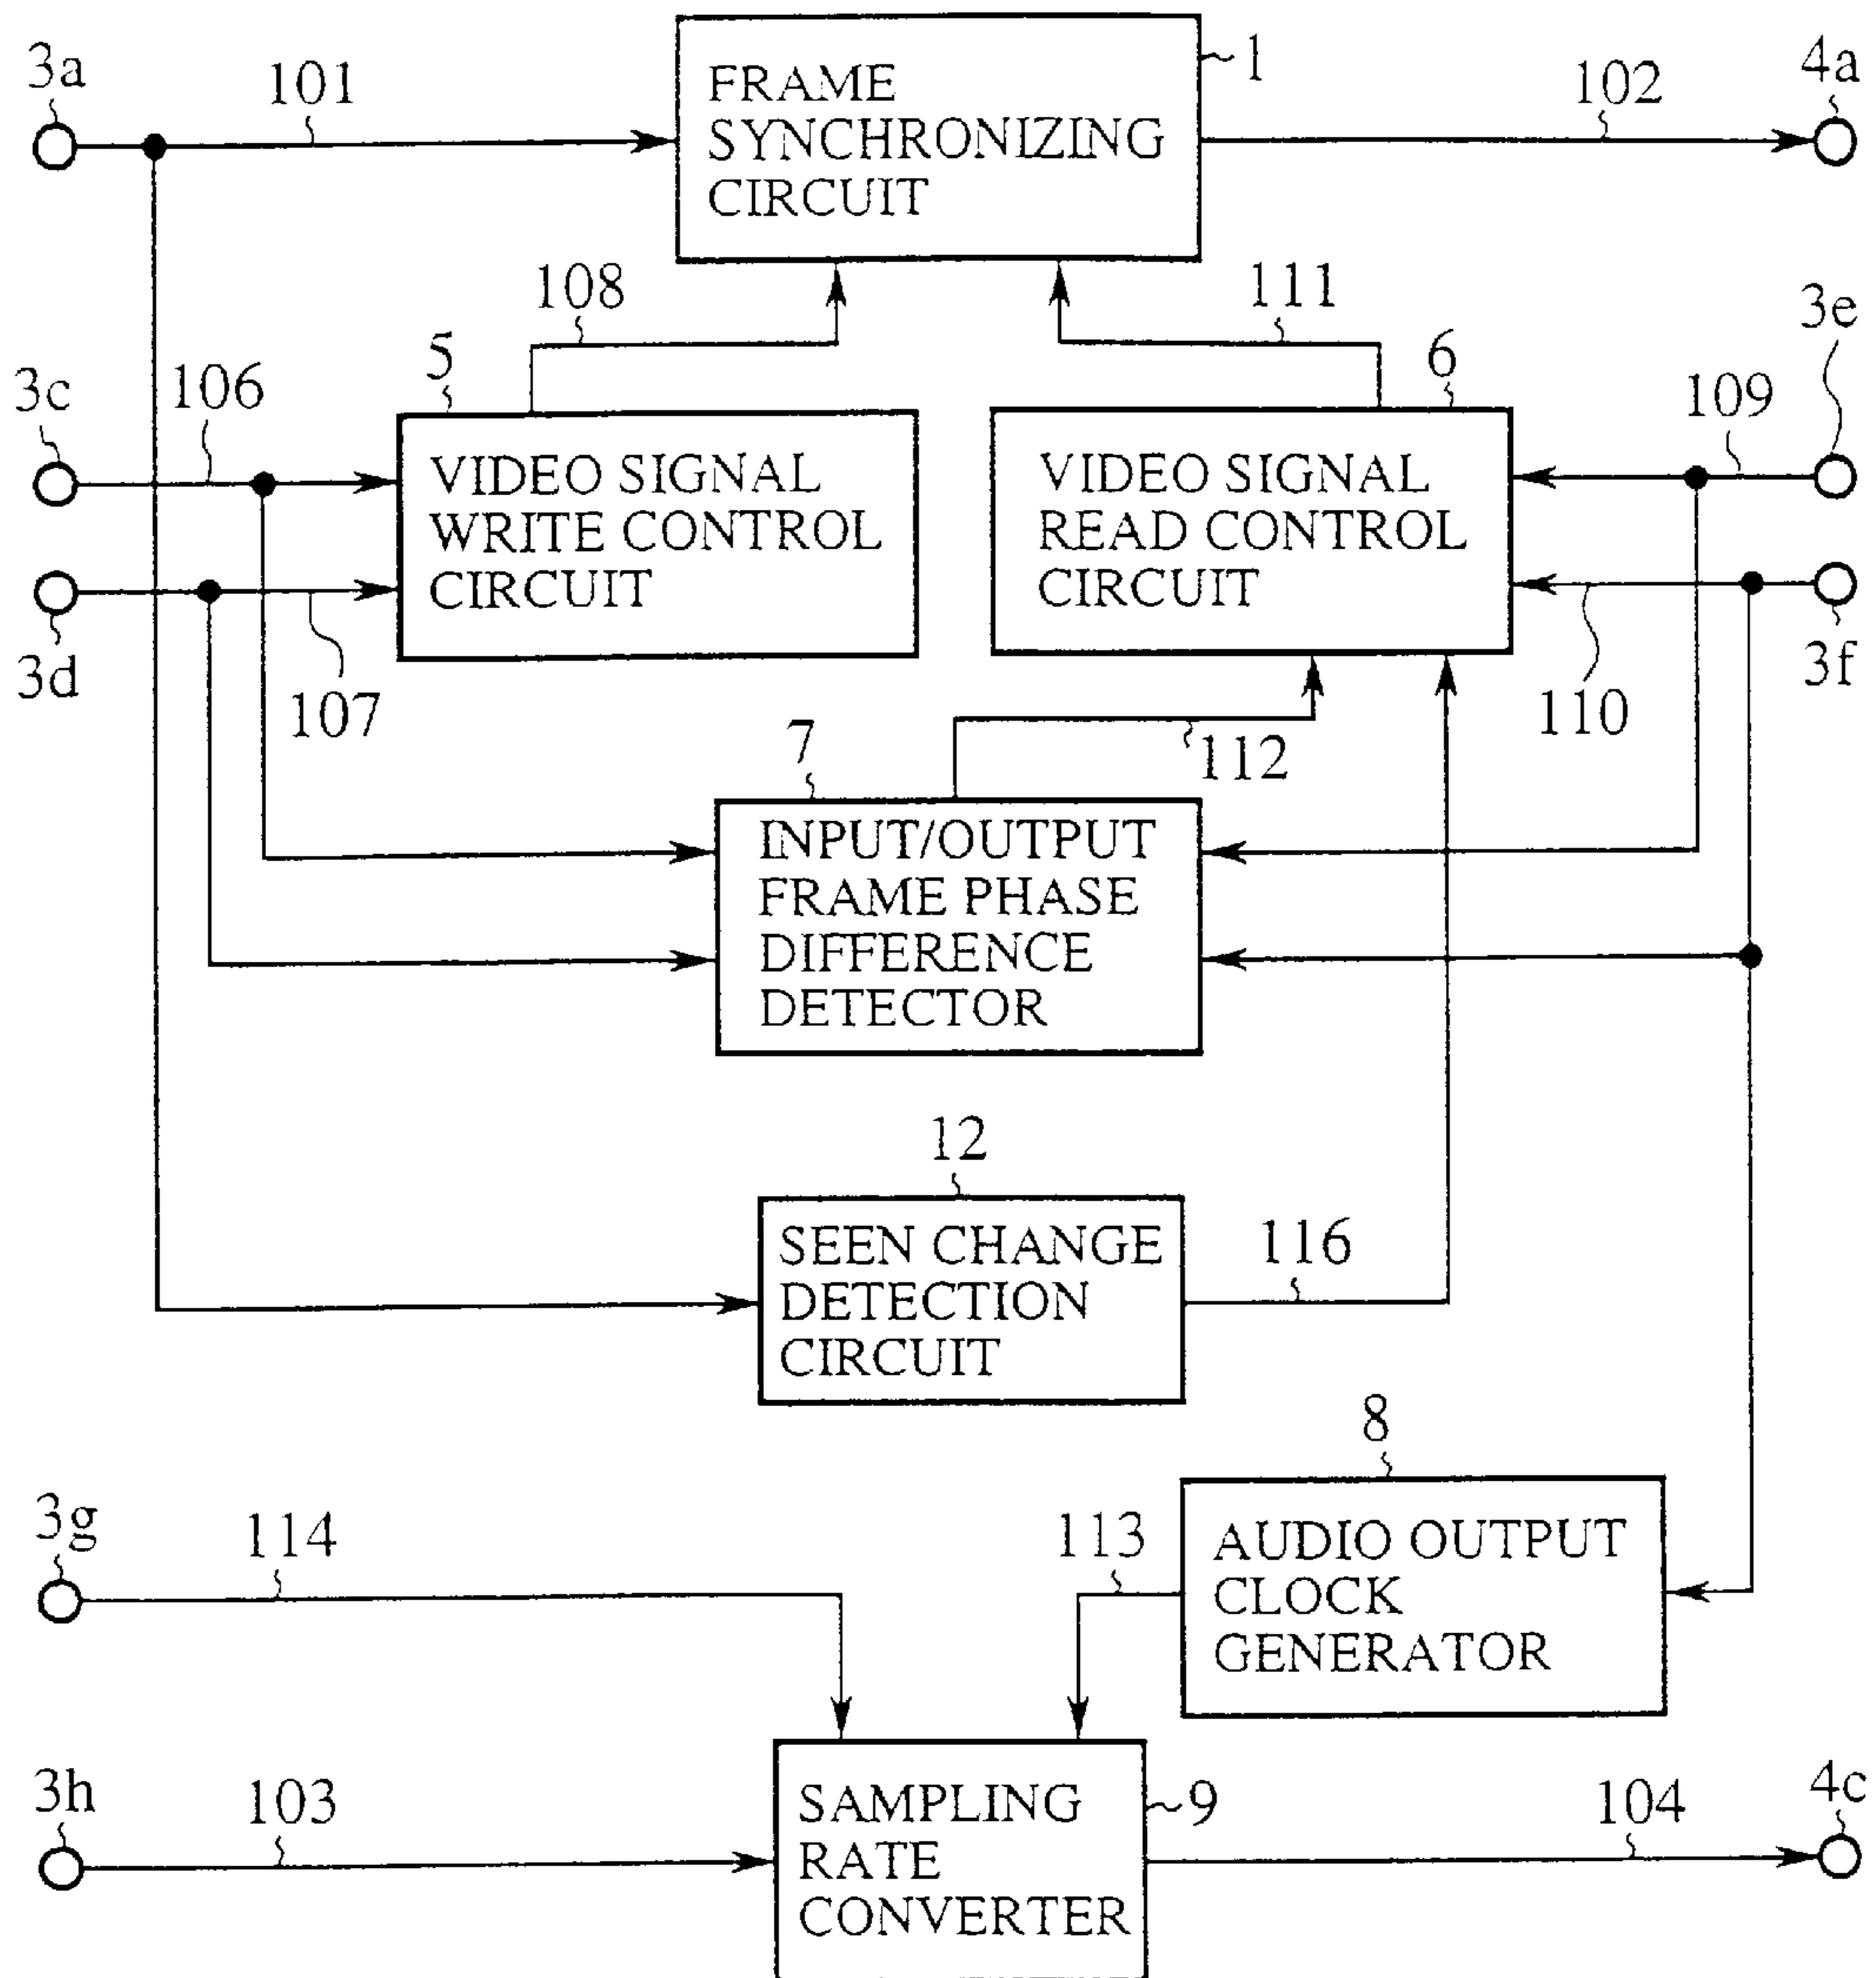 3a
101
FRAME
SYNCHRONIZING
CIRCUIT
1
102
4a
108
111
3c
106
5
VIDEO SIGNAL
WRITE CONTROL
CIRCUIT
6
VIDEO SIGNAL
READ CONTROL
CIRCUIT
109
3e
3d
107
110
3f
112
7
INPUT/OUTPUT
FRAME PHASE
DIFFERENCE
DETECTOR
12
SEEN CHANGE
DETECTION
CIRCUIT
116
8
AUDIO OUTPUT
CLOCK
GENERATOR
3g
114
113
3h
103
SAMPLING
RATE
CONVERTER
9
104
4c